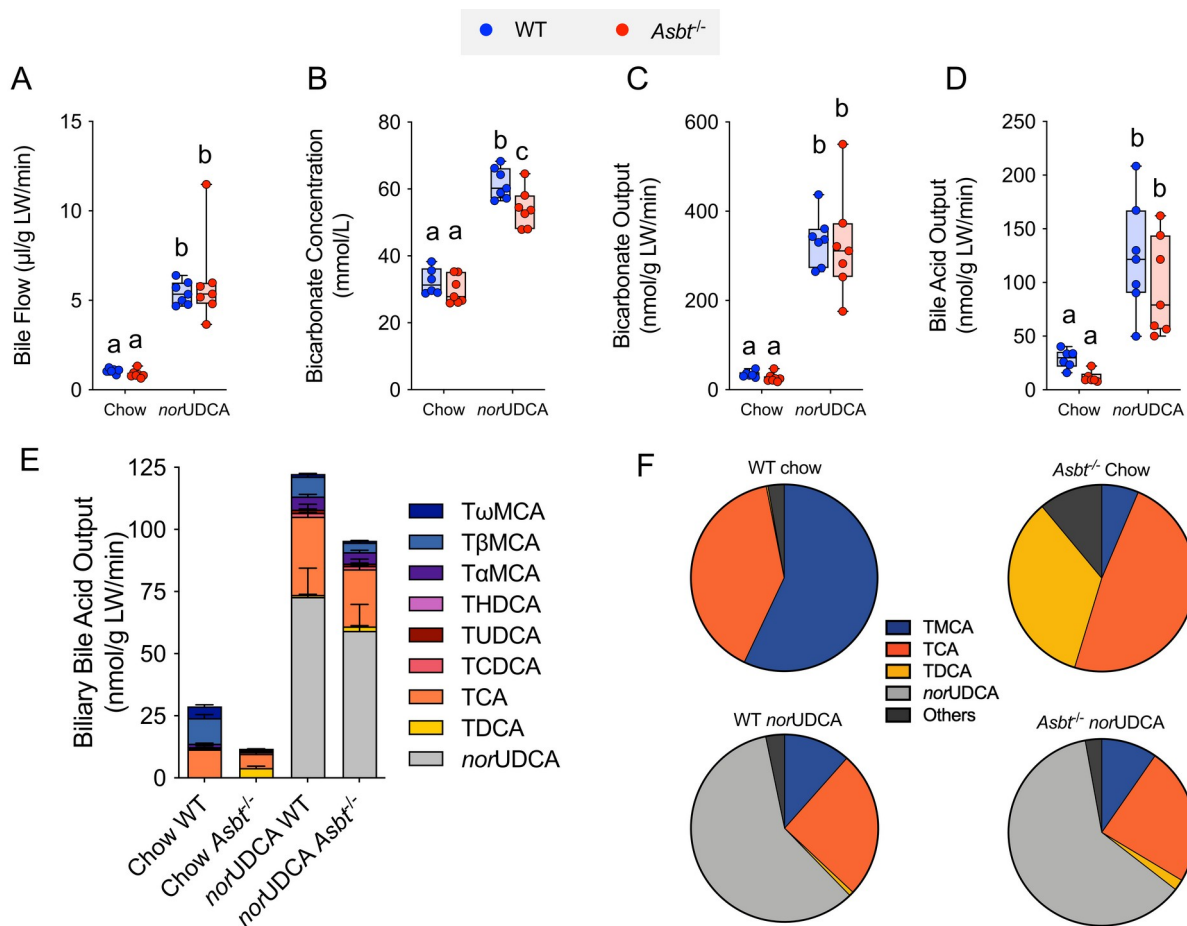 WT
Asbt-/-
A
Bile Flow (µl/g LW/min)
15
10
5
0
a
a
b
b
Chow
norUDCA
B
Bicarbonate Concentration
(mmol/L)
80
60
40
20
0
a
a
b
c
Chow
norUDCA
C
Bicarbonate Output
(nmol/g LW/min)
600
400
200
0
a
a
b
b
Chow
norUDCA
D
Bile Acid Output
(nmol/g LW/min)
250
200
150
100
50
0
a
a
b
b
Chow
norUDCA
E
Biliary Bile Acid Output
(nmol/g LW/min)
125
100
75
50
25
0
Chow WT
Chow Asbt-/-
norUDCA WT
norUDCA Asbt-/-
TωMCA
TβMCA
TαMCA
THDCA
TUDCA
TCDCA
TCA
TDCA
norUDCA
F
WT chow
Asbt-/- Chow
TMCA
TCA
TDCA
norUDCA
Others
WT norUDCA
Asbt-/- norUDCA